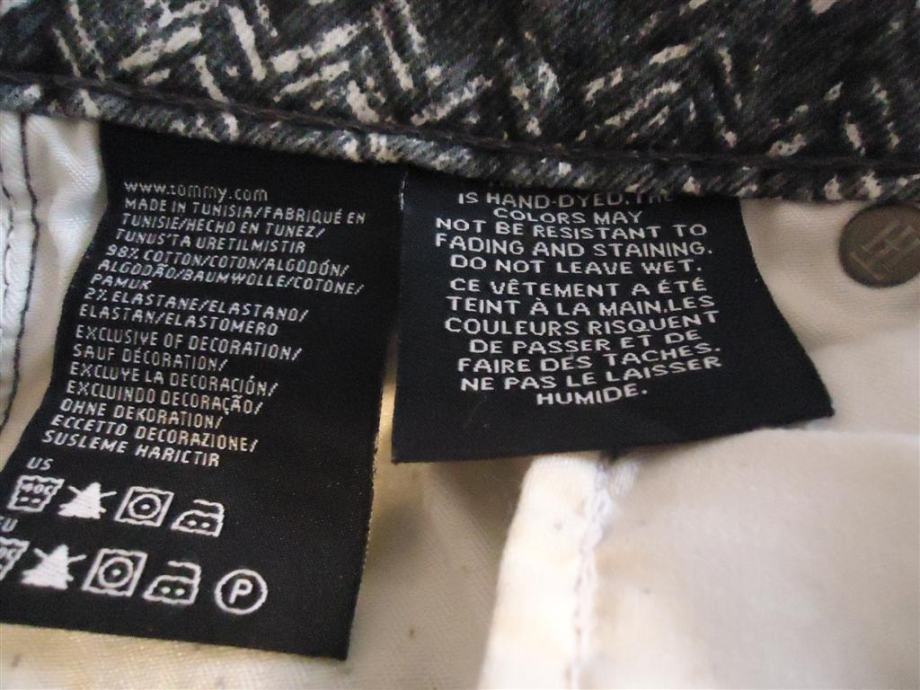 www.tommy.com
MADE IN TUNISIA/FABRIQUÉ EN
TUNISIE/HECHO EN TUNEZ/
TUNUS'TA URETILMISTIR
98% COTTON/COTON/ALGODÓN/
ALGODÃO/BAUMWOLLE/COTONE/
PAMUK
2% ELASTANE/ELASTANO/
ELASTAN/ELASTOMERO
EXCLUSIVE OF DECORATION/
SAUF DÉCORATION/
EXCLUYE LA DECORACIÓN/
EXCLUINDO DECORAÇÃO/
OHNE DEKORATION/
ECCETTO DECORAZIONE/
SUSLEME HARICTIR
US
40C
P
IS HAND-DYED. THE
COLORS MAY
NOT BE RESISTANT TO
FADING AND STAINING.
DO NOT LEAVE WET.
CE VÊTEMENT A ÉTÉ
TEINT À LA MAIN.LES
COULEURS RISQUENT
DE PASSER ET DE
FAIRE DES TACHES.
NE PAS LE LAISSER
HUMIDE.